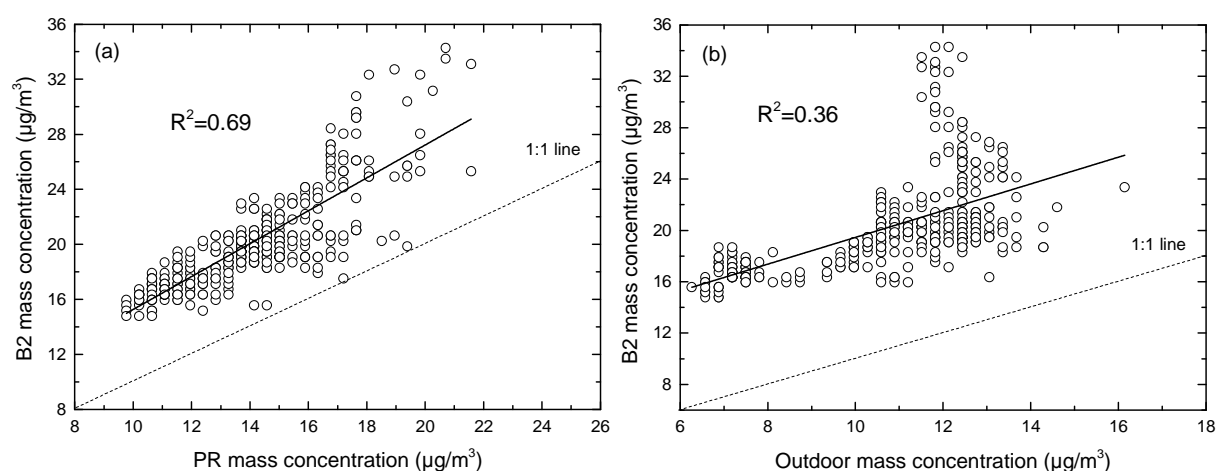 (a)
R²=0.69
1:1 line
B2 mass concentration (µg/m³)
36
32
28
24
20
16
12
8
8 10 12 14 16 18 20 22 24 26
PR mass concentration (µg/m³)
(b)
R²=0.36
1:1 line
B2 mass concentration (µg/m³)
36
32
28
24
20
16
12
8
6 8 10 12 14 16 18
Outdoor mass concentration (µg/m³)